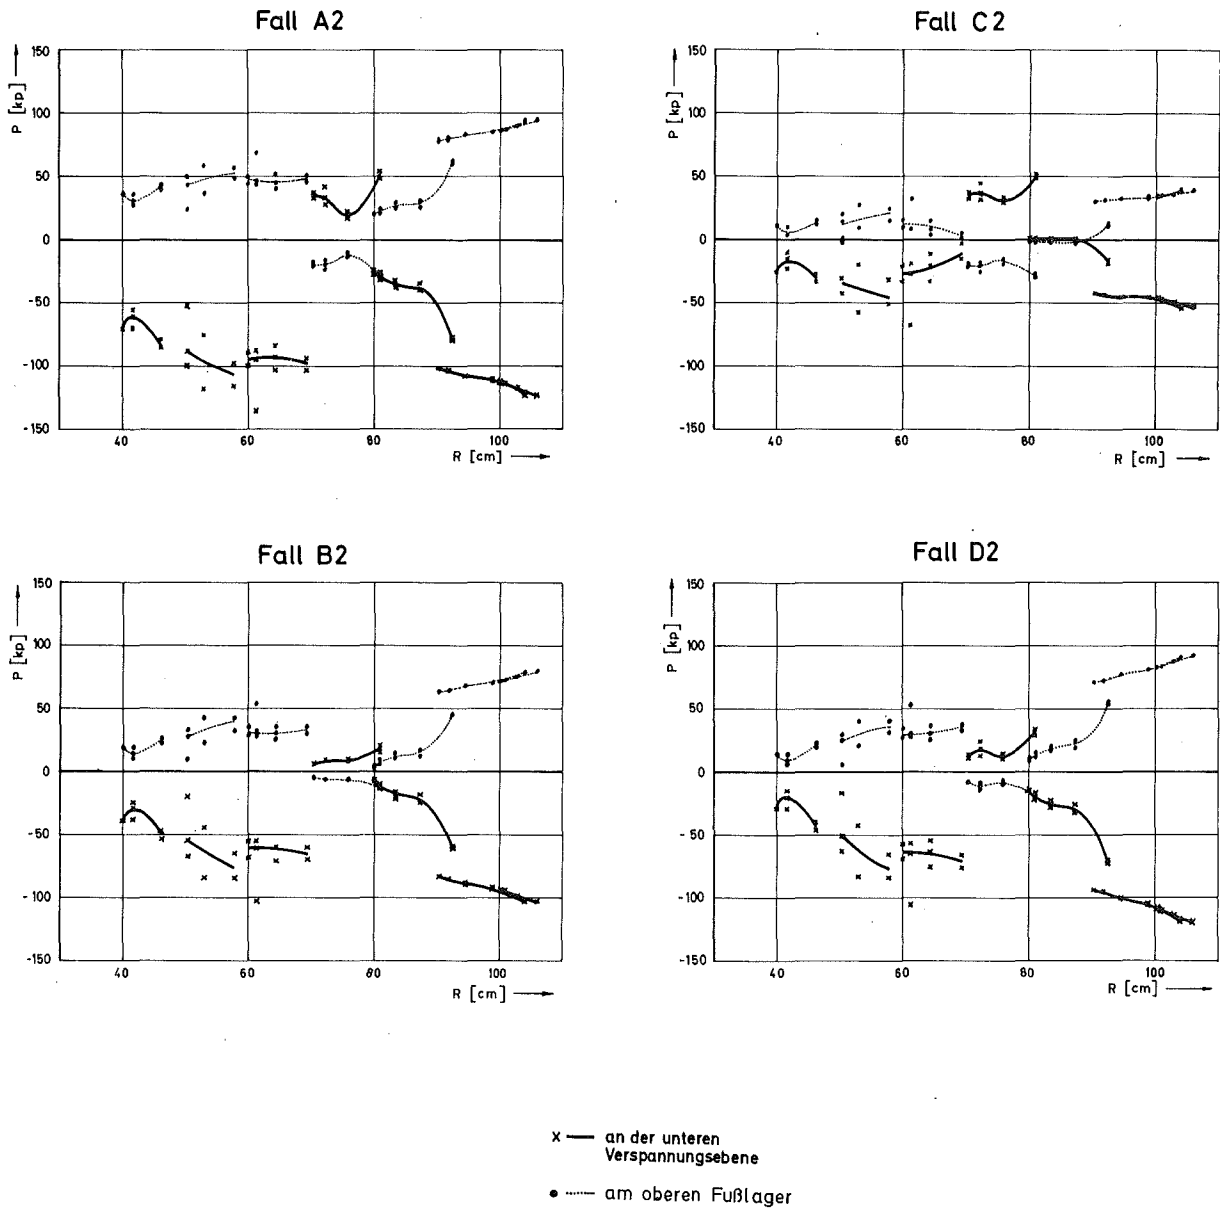 Fall A2
P [kp]
150
100
50
0
-50
-100
-150
40
60
80
100
R [cm]
Fall C2
P [kp]
150
100
50
0
-50
-100
-150
40
60
80
100
R [cm]
Fall B2
P [kp]
150
100
50
0
-50
-100
-150
40
60
80
100
R [cm]
Fall D2
P [kp]
150
100
50
0
-50
-100
-150
40
60
80
100
R [cm]
x an der unteren
Verspannungsebene
am oberen Fußlager